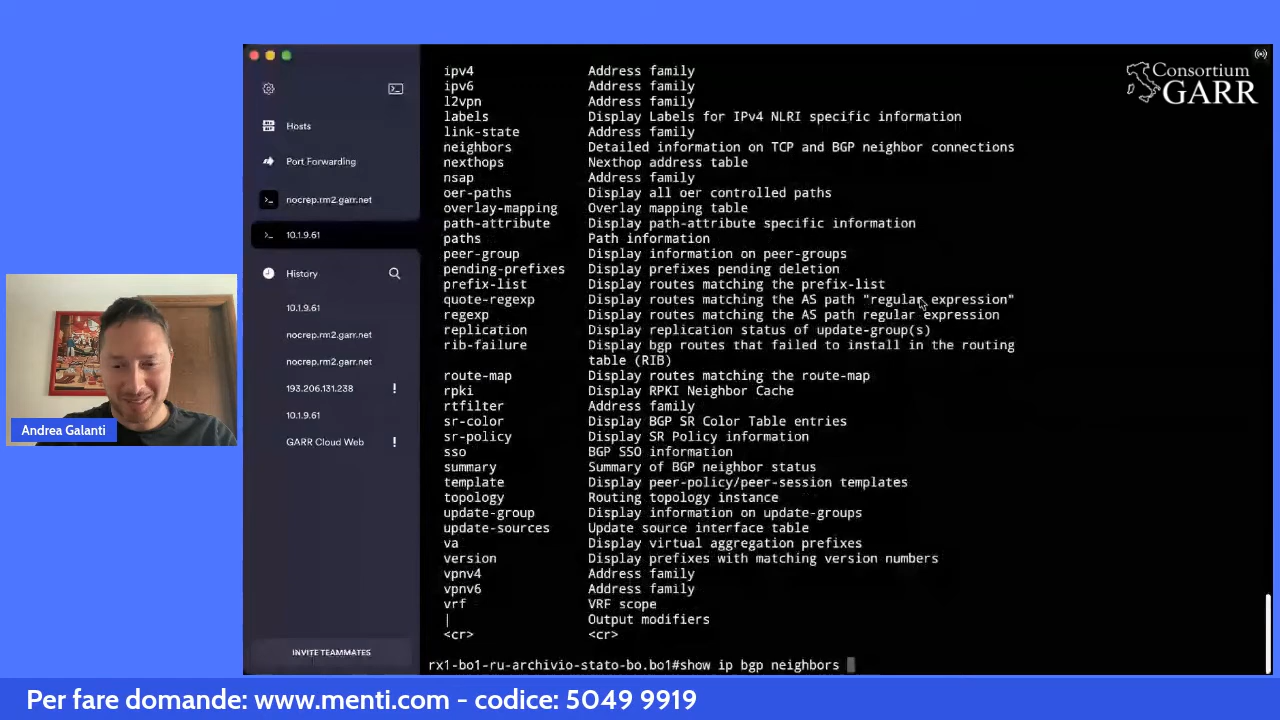 Consortium
GARR
Hosts
Port Forwarding
nocrep.rm2.garr.net
10.1.9.61
History
10.1.9.61
nocrep.rm2.garr.net
nocrep.rm2.garr.net
193.206.131.238 !
10.1.9.61
GARR Cloud Web !
INVITE TEAMMATES
ipv4 Address family
ipv6 Address family
l2vpn Address family
labels Display Labels for IPv4 NLRI specific information
link-state Address family
neighbors Detailed information on TCP and BGP neighbor connections
nexthops Nexthop address table
nsap Address family
oer-paths Display all oer controlled paths
overlay-mapping Overlay mapping table
path-attribute Display path-attribute specific information
paths Path information
peer-group Display information on peer-groups
pending-prefixes Display prefixes pending deletion
prefix-list Display routes matching the prefix-list
quote-regexp Display routes matching the AS path "regular expression"
regexp Display routes matching the AS path regular expression
replication Display replication status of update-group(s)
rib-failure Display bgp routes that failed to install in the routing
table (RIB)
route-map Display routes matching the route-map
rpki Display RPKI Neighbor Cache
rtfilter Address family
sr-color Display BGP SR Color Table entries
sr-policy Display SR Policy information
sso BGP SSO information
summary Summary of BGP neighbor status
template Display peer-policy/peer-session templates
topology Routing topology instance
update-group Display information on update-groups
update-sources Update source interface table
va Display virtual aggregation prefixes
version Display prefixes with matching version numbers
vpnv4 Address family
vpnv6 Address family
vrf VRF scope
| Output modifiers
<cr> <cr>
rx1-bo1-ru-archivio-stato-bo.bo1#show ip bgp neighbors
Andrea Galanti
Per fare domande: www.menti.com - codice: 5049 9919